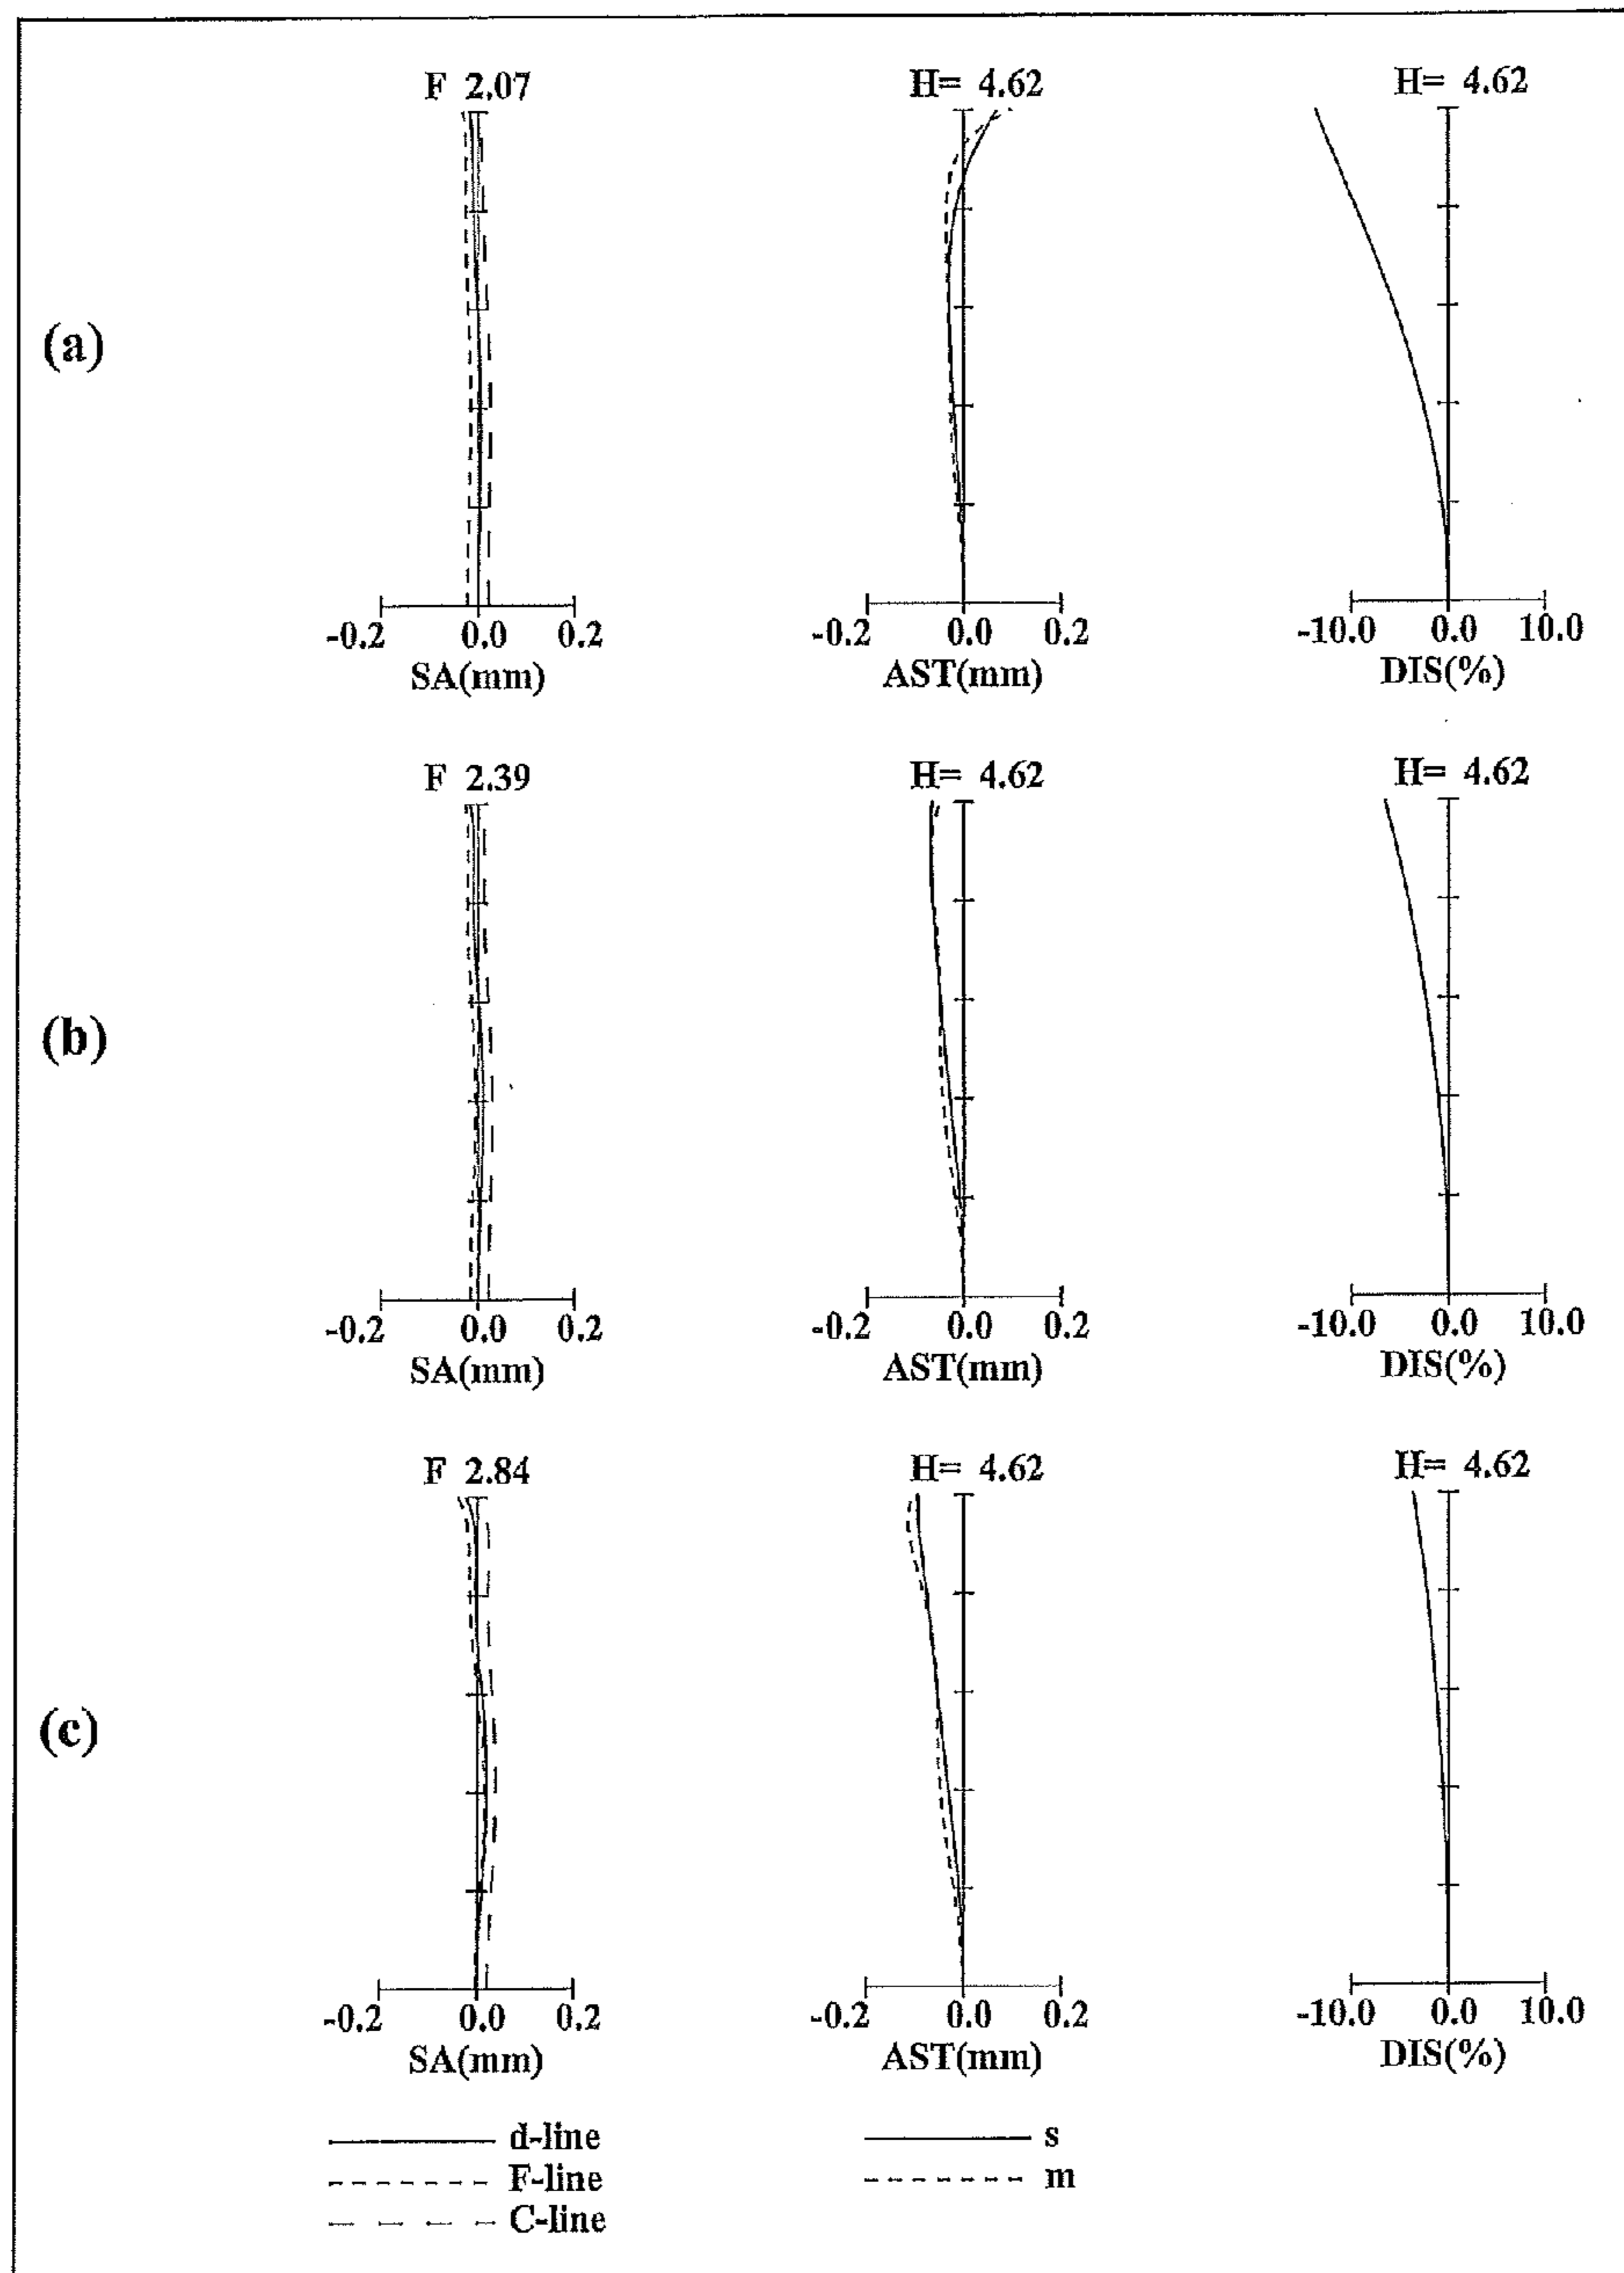 F 2.07 H= 4.62 H= 4.62
(a)
-0.2 0.0 0.2 -0.2 0.0 0.2 -10.0 0.0 10.0
SA(mm) AST(mm) DIS(%)
F 2.39 H= 4.62 H= 4.62
(b)
-0.2 0.0 0.2 -0.2 0.0 0.2 -10.0 0.0 10.0
SA(mm) AST(mm) DIS(%)
F 2.84 H= 4.62 H= 4.62
(c)
-0.2 0.0 0.2 -0.2 0.0 0.2 -10.0 0.0 10.0
SA(mm) AST(mm) DIS(%)
d-line s
F-line m
C-line